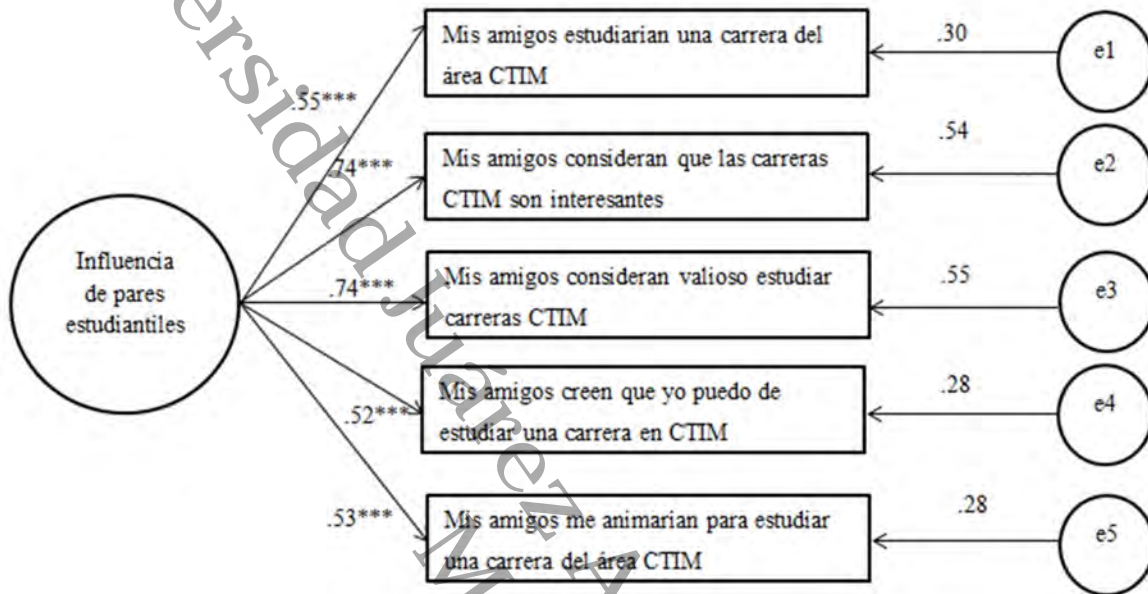 Mis amigos estudiarian una carrera del
área CTIM
.30
e1
.55***
Mis amigos consideran que las carreras
CTIM son interesantes
.54
e2
.74***
Influencia
de pares
estudiantiles
Mis amigos consideran valioso estudiar
carreras CTIM
.74***
.55
e3
Mis amigos creen que yo puedo de
estudiar una carrera en CTIM
.52***
.28
e4
Mis amigos me animarian para estudiar
una carrera del área CTIM
.53***
.28
e5
ersidad Juárez A
M